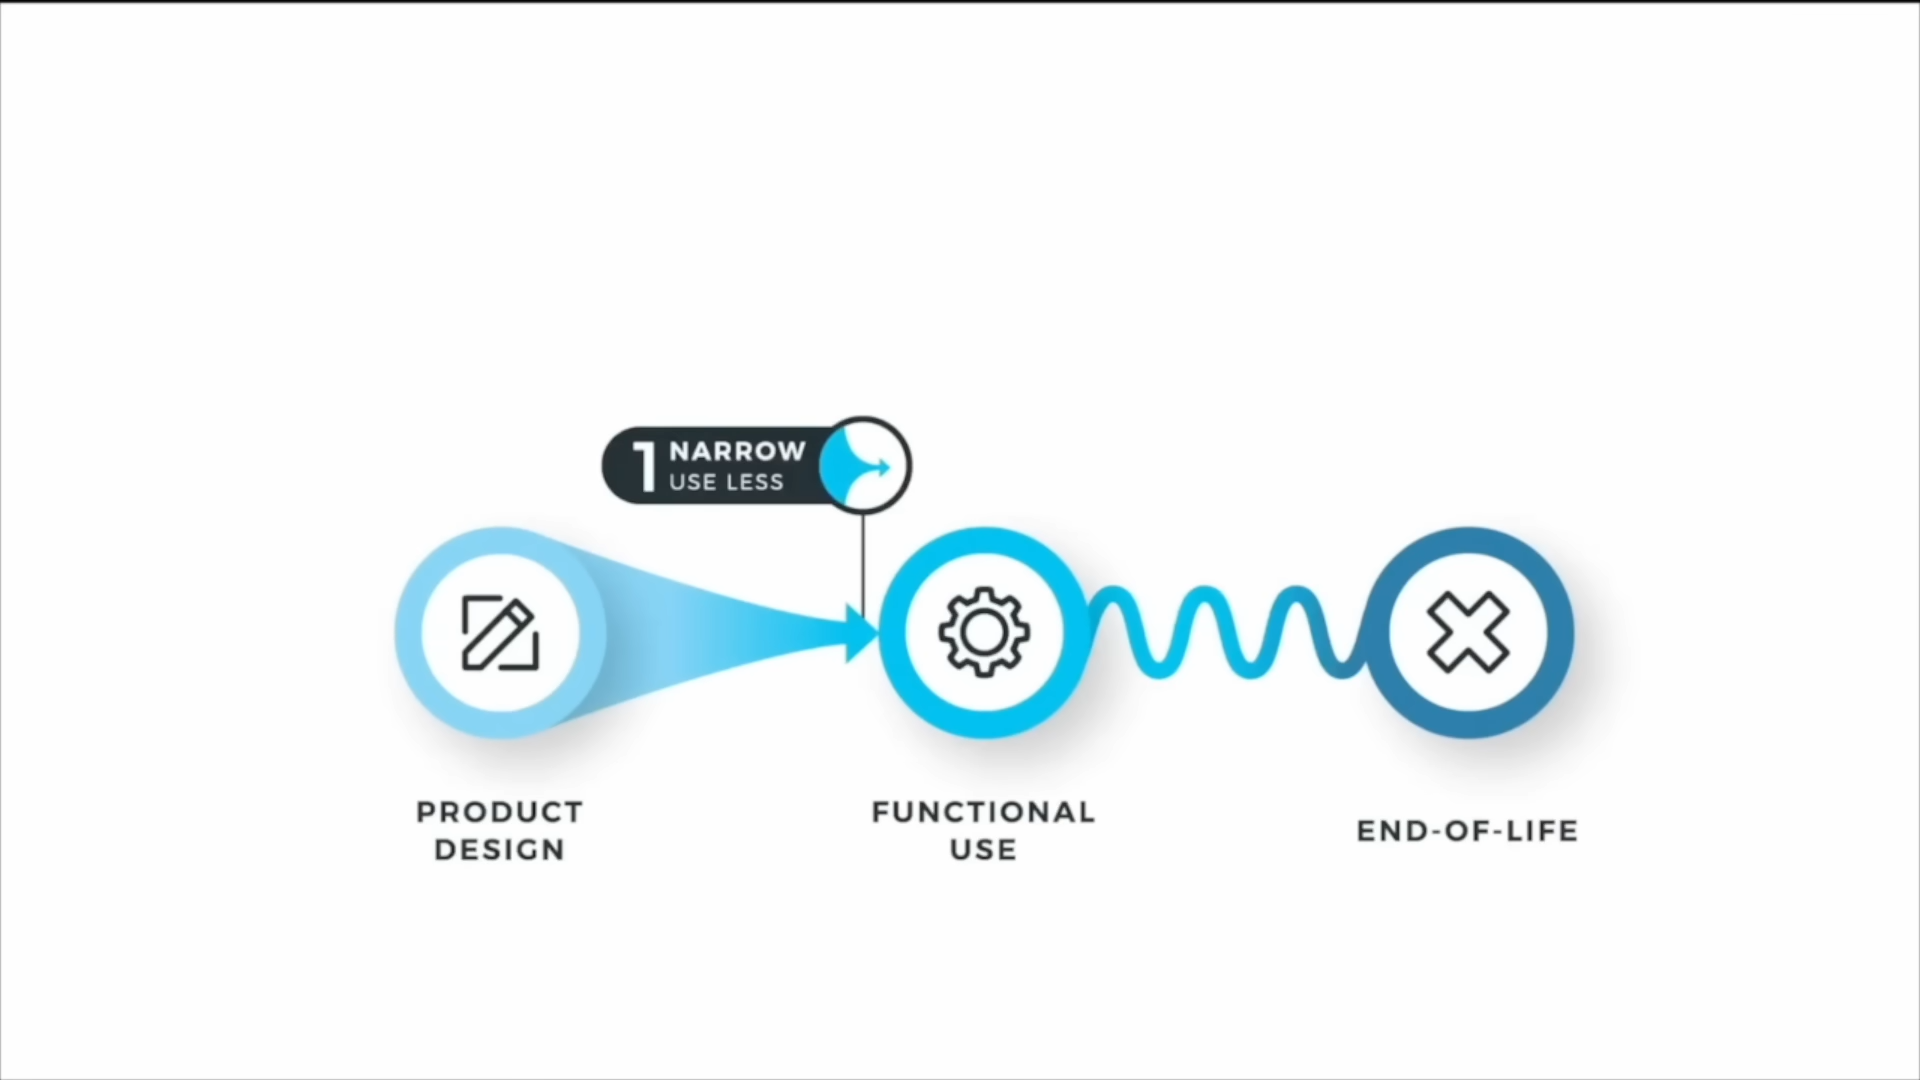 1 NARROW
USE LESS
PRODUCT
DESIGN
FUNCTIONAL
USE
END-OF-LIFE